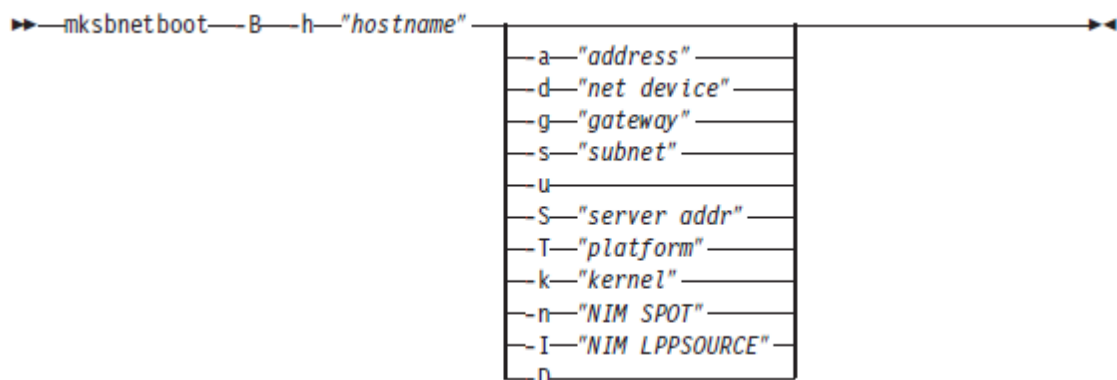 mksbnetboot -B -h "hostname"
-a "address"
-d "net device"
-g "gateway"
-s "subnet"
-u
-S "server addr"
-T "platform"
-k "kernel"
-n "NIM SPOT"
-I "NIM LPPSOURCE"